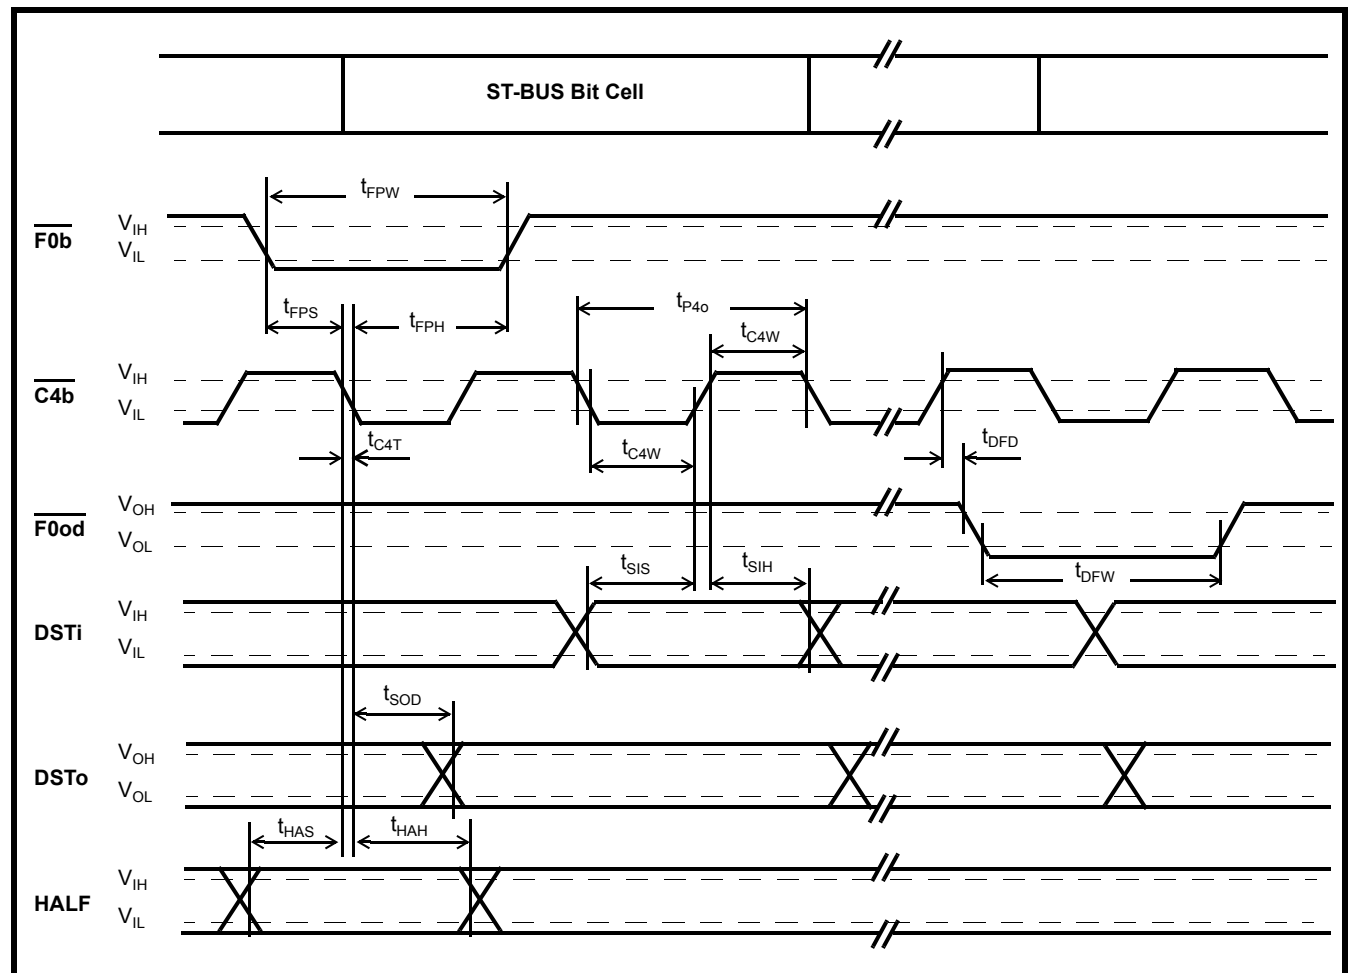 ST-BUS Bit Cell
tFPW
F0b
VIH
VIL
tFPS
tFPH
tP4o
tC4W
C4b
VIH
VIL
tC4T
tC4W
tDFD
F0od
VOH
VOL
tSIS
tSIH
tDFW
DSTi
VIH
VIL
tSOD
DSTo
VOH
VOL
tHAS
tHAH
HALF
VIH
VIL